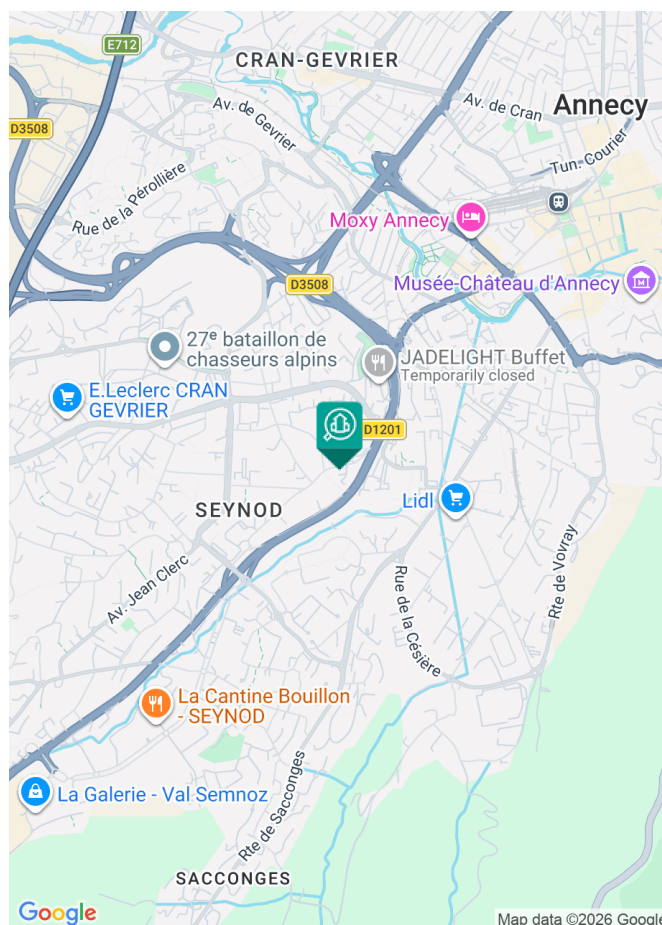 E712
CRAN-GEVRIER
Av. de Gevrier
Av. de Cran
Annecy
D3508
Tun. Courier
Rue de la Pérollière
Moxy Annecy
D3508
Musée-Château d'Annecy
27e bataillon de
chasseurs alpins
JADELIGHT Buffet
Temporarily closed
E.Leclerc CRAN
GEVRIER
D1201
Lidl
SEYNOD
Rte de Vovray
Av. Jean Clerc
Rue de la Césière
La Cantine Bouillon
- SEYNOD
La Galerie - Val Semnoz
Rte de Sacconges
SACCONGES
Google
Map data ©2026 Google